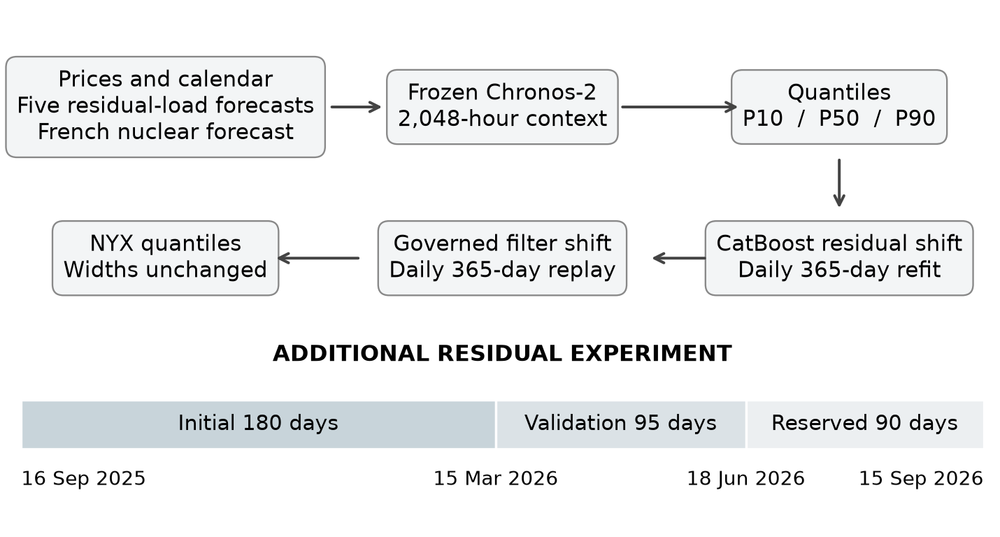 Prices and calendar
Five residual-load forecasts
French nuclear forecast
Frozen Chronos-2
2,048-hour context
Quantiles
P10 / P50 / P90
CatBoost residual shift
Daily 365-day refit
Governed filter shift
Daily 365-day replay
NYX quantiles
Widths unchanged
ADDITIONAL RESIDUAL EXPERIMENT
Initial 180 days
Validation 95 days
Reserved 90 days
16 Sep 2025
15 Mar 2026
18 Jun 2026
15 Sep 2026